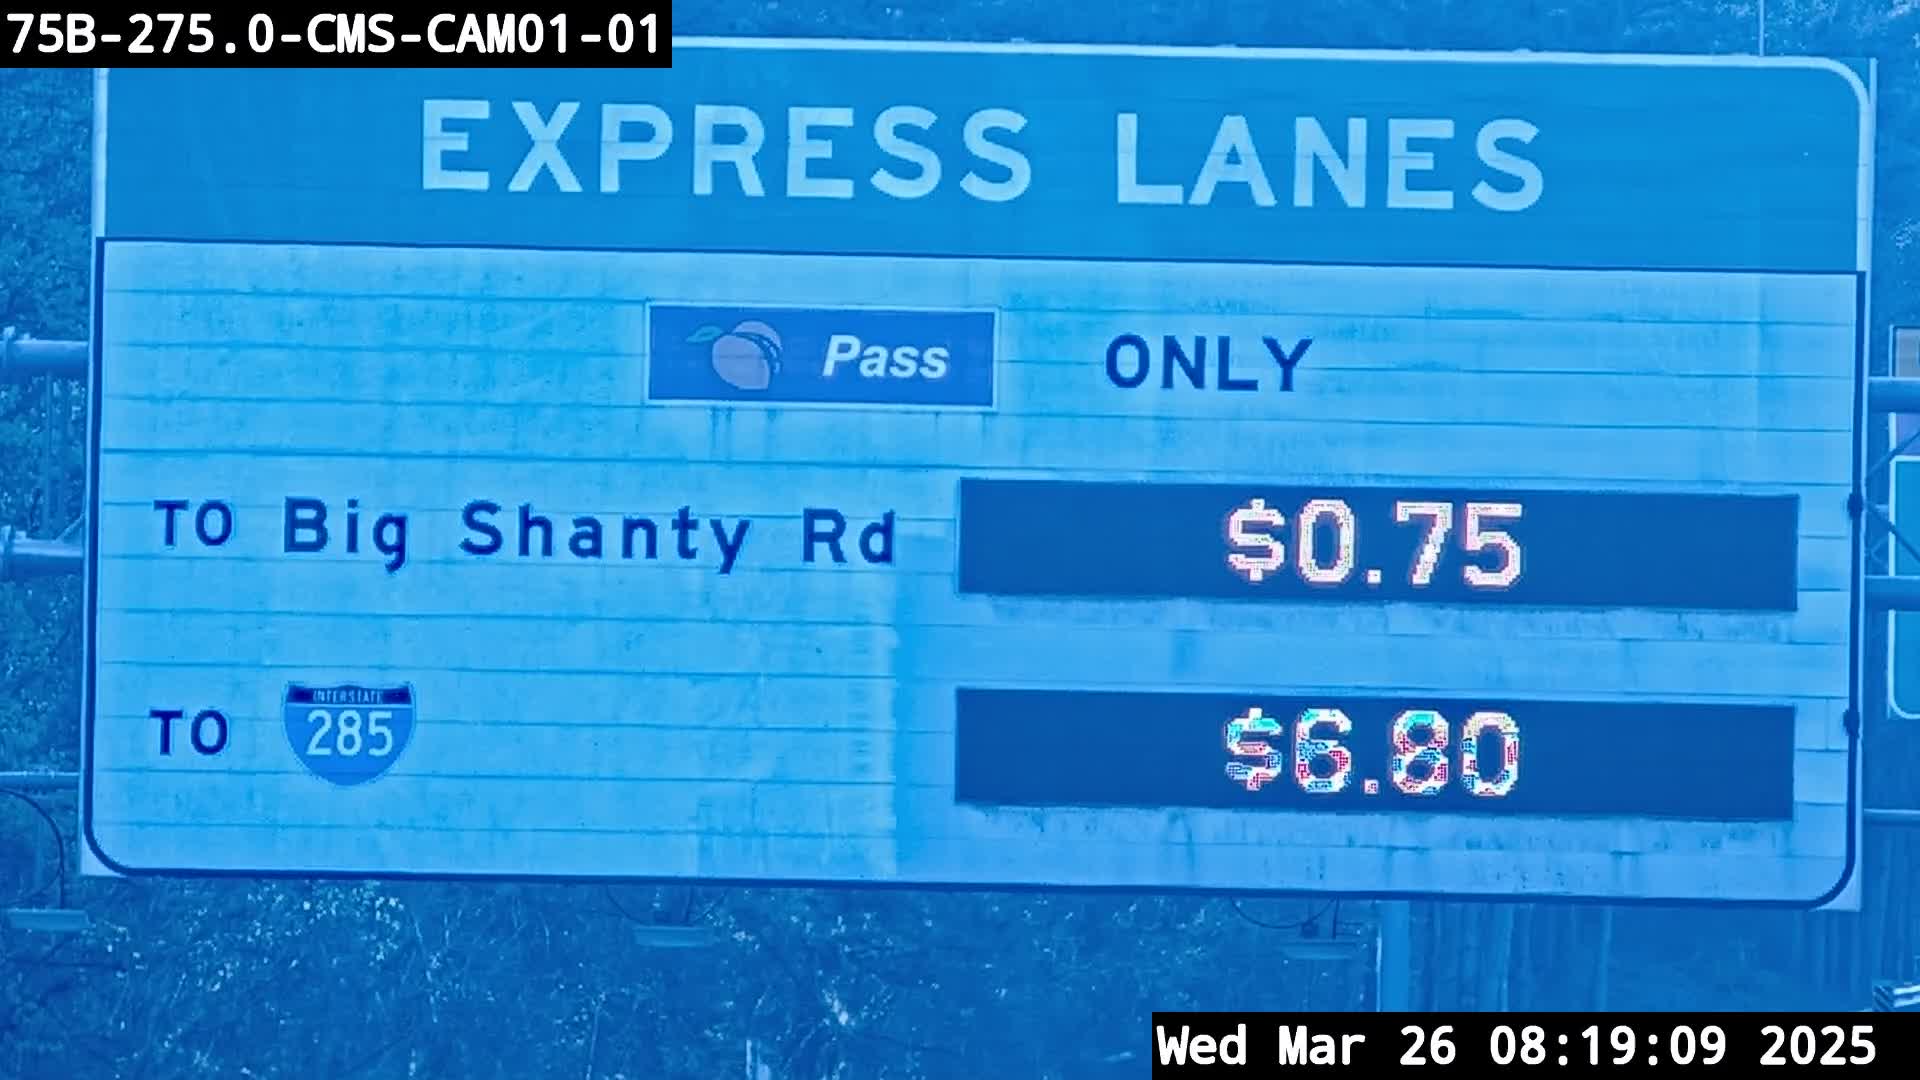 75B-275.0-CMS-CAM01-01
EXPRESS LANES
Pass ONLY
TO Big Shanty Rd $0.75
TO INTERSTATE 285 $6.80
Wed Mar 26 08:19:09 2025